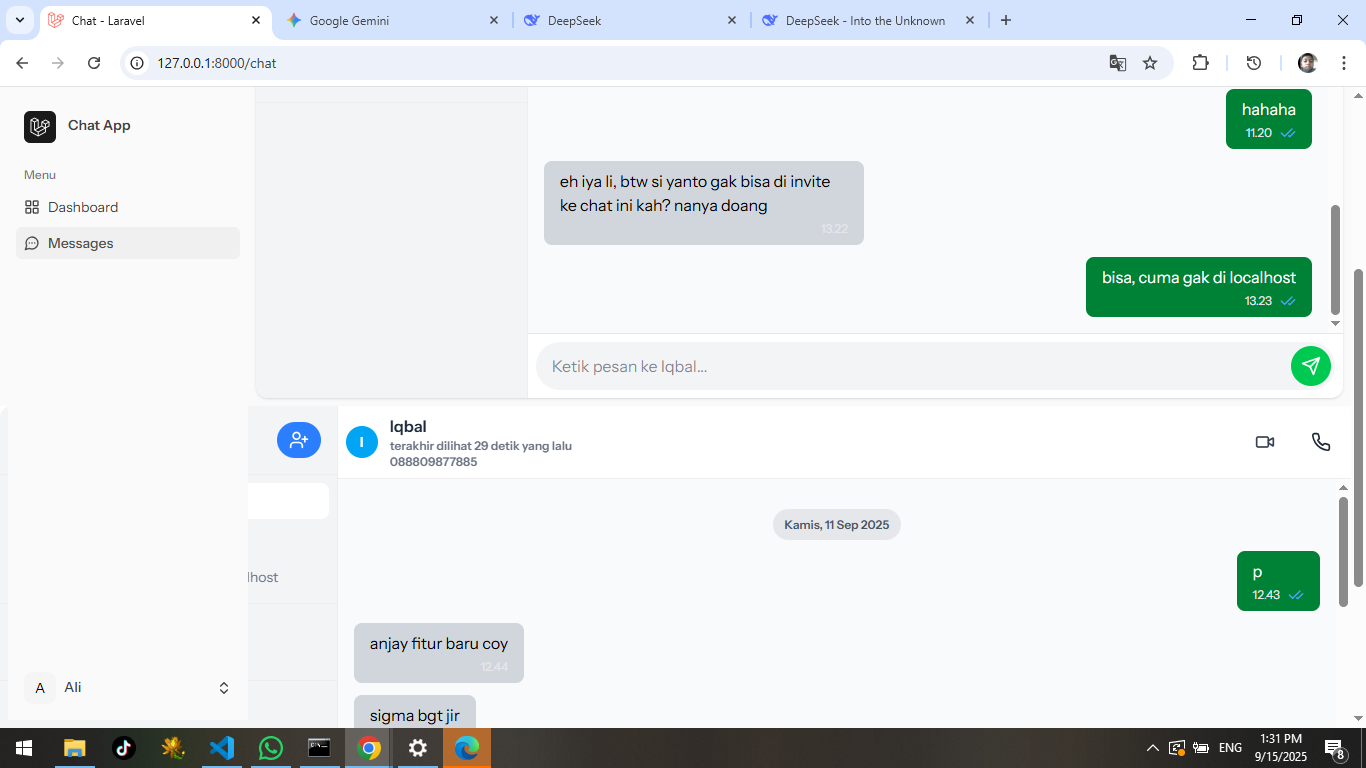 Chat - Laravel
Google Gemini
DeepSeek
DeepSeek - Into the Unknown
127.0.0.1:8000/chat
Chat App
Menu
Dashboard
Messages
hahaha
11.20
eh iya li, btw si yanto gak bisa di invite
ke chat ini kah? nanya doang
13.22
bisa, cuma gak di localhost
13.23
Ketik pesan ke Iqbal...
I
Iqbal
terakhir dilihat 29 detik yang lalu
088809877885
Kamis, 11 Sep 2025
p
12.43
lhost
anjay fitur baru coy
12.44
sigma bgt jir
A
Ali
ENG
1:31 PM
9/15/2025
8